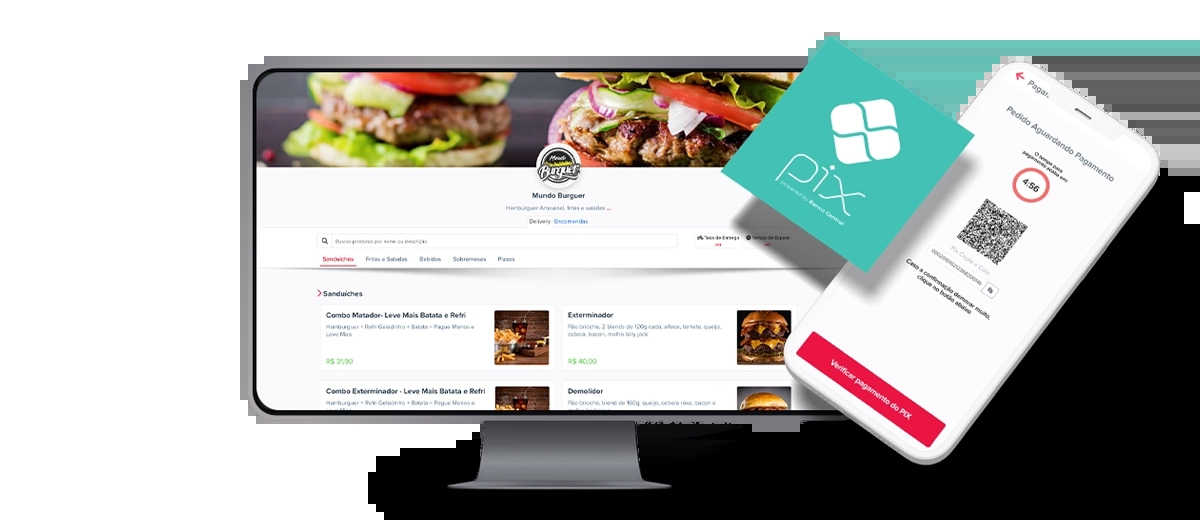 Mundo
Burguer
Mundo Burguer
Hambúrguer Artesanal, fritas e saladas ...
Delivery Encomendas
Buscar produtos por nome ou descrição
Taxa de Entrega Tempo de Espera
Sanduíches Fritas e Saladas Bebidas Sobremesas Pizzas
Sanduíches
Combo Matador- Leve Mais Batata e Refri
Hamburguer + Refri Geladinho + Batata = Pague Menos e
Leve Mais
R$ 31,90
Exterminador
Pão brioche, 2 blends de 120g cada, alface, tomate, queijo,
cebola, bacon, molho billy jack
R$ 40,00
Combo Exterminador - Leve Mais Batata e Refri
Hamburguer + Refri Geladinho + Batata = Pague Menos e
Demolidor
Pão brioche, blend de 160g, queijo, cebola roxa, bacon e
pix
powered by Banco Central
Pedido Aguardando Pagamento
O tempo para
pagamento acaba em:
4:56
Pix Copia e Cola
Caso a confirmação demorar muito,
clique no botão abaixo
Verificar pagamento do PIX